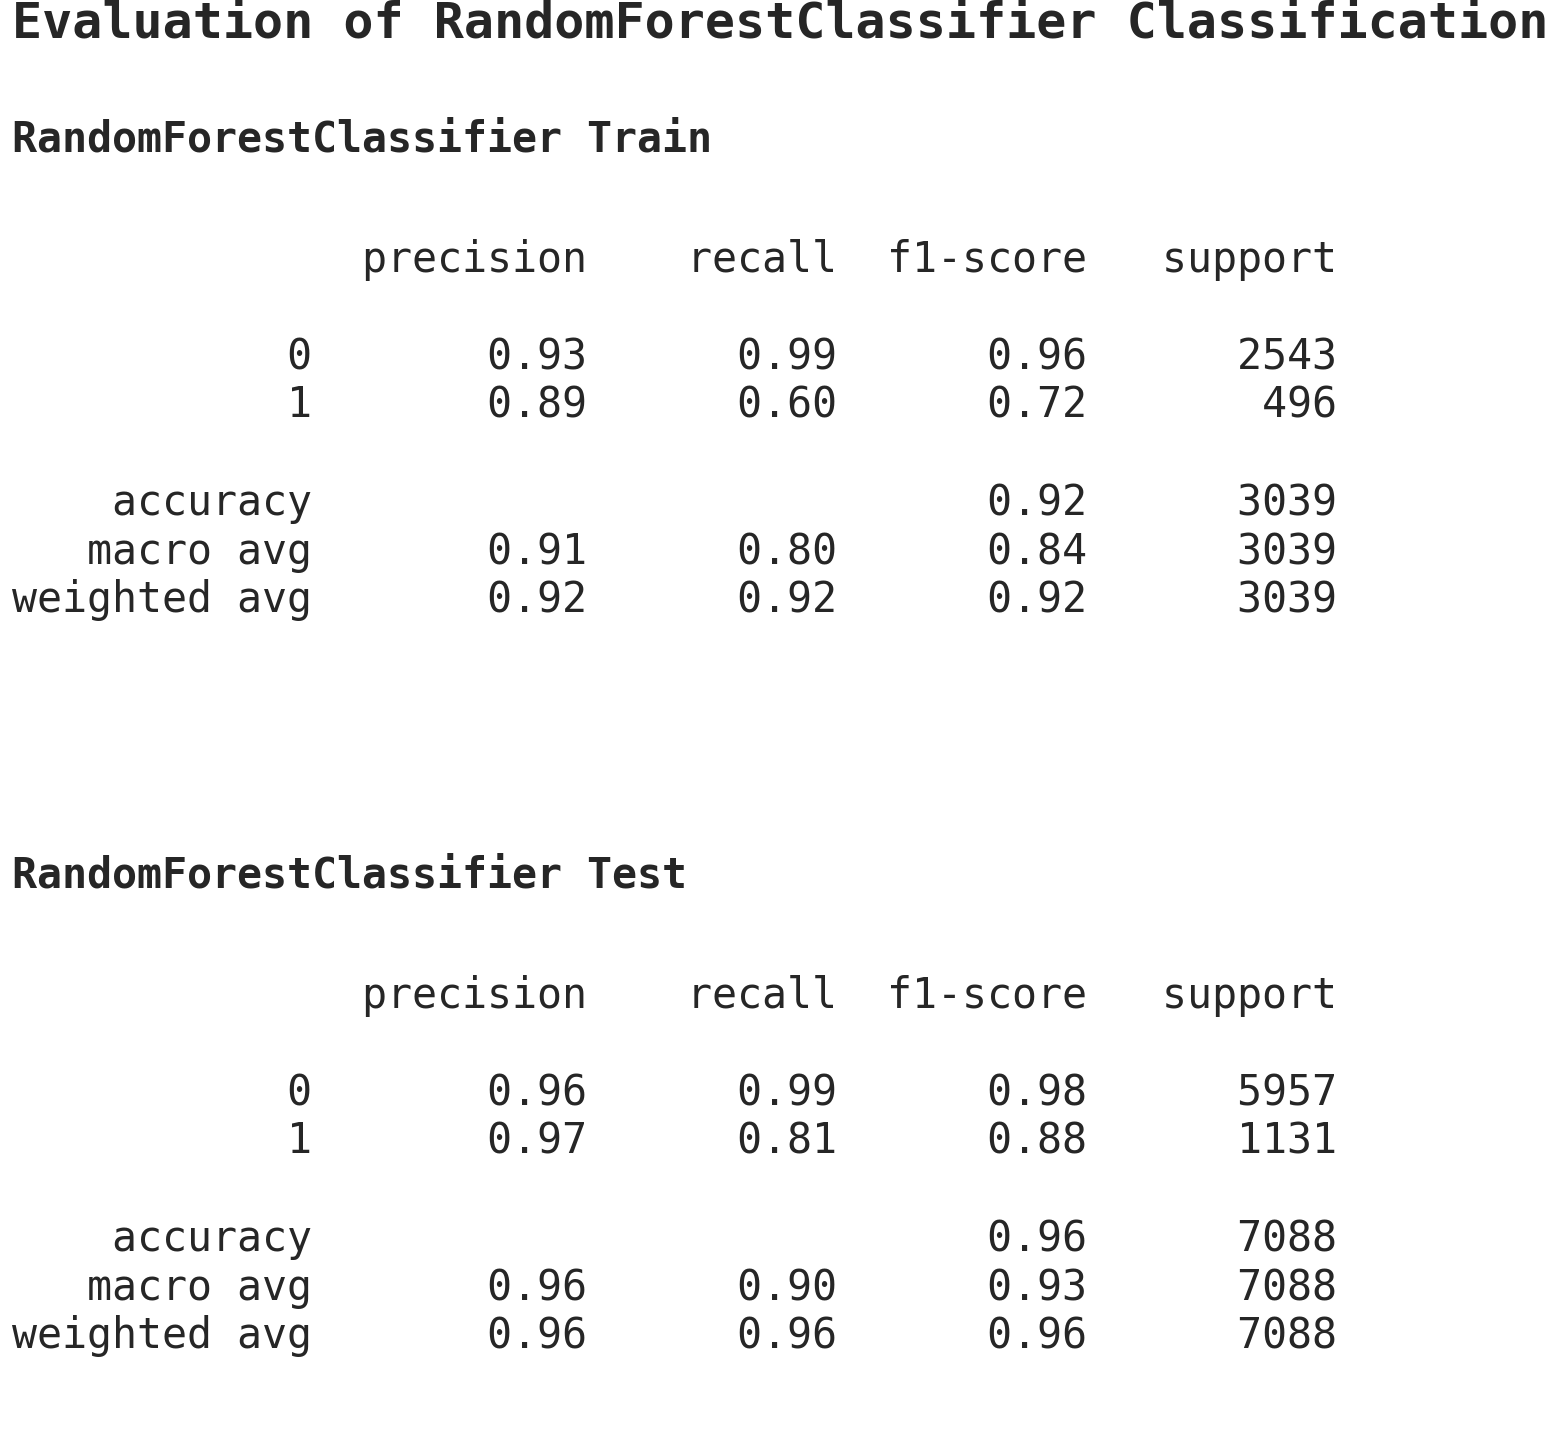 Evaluation of RandomForestClassifier Classification
RandomForestClassifier Train
precision recall f1-score support
0 0.93 0.99 0.96 2543
1 0.89 0.60 0.72 496
accuracy 0.92 3039
macro avg 0.91 0.80 0.84 3039
weighted avg 0.92 0.92 0.92 3039
RandomForestClassifier Test
precision recall f1-score support
0 0.96 0.99 0.98 5957
1 0.97 0.81 0.88 1131
accuracy 0.96 7088
macro avg 0.96 0.90 0.93 7088
weighted avg 0.96 0.96 0.96 7088